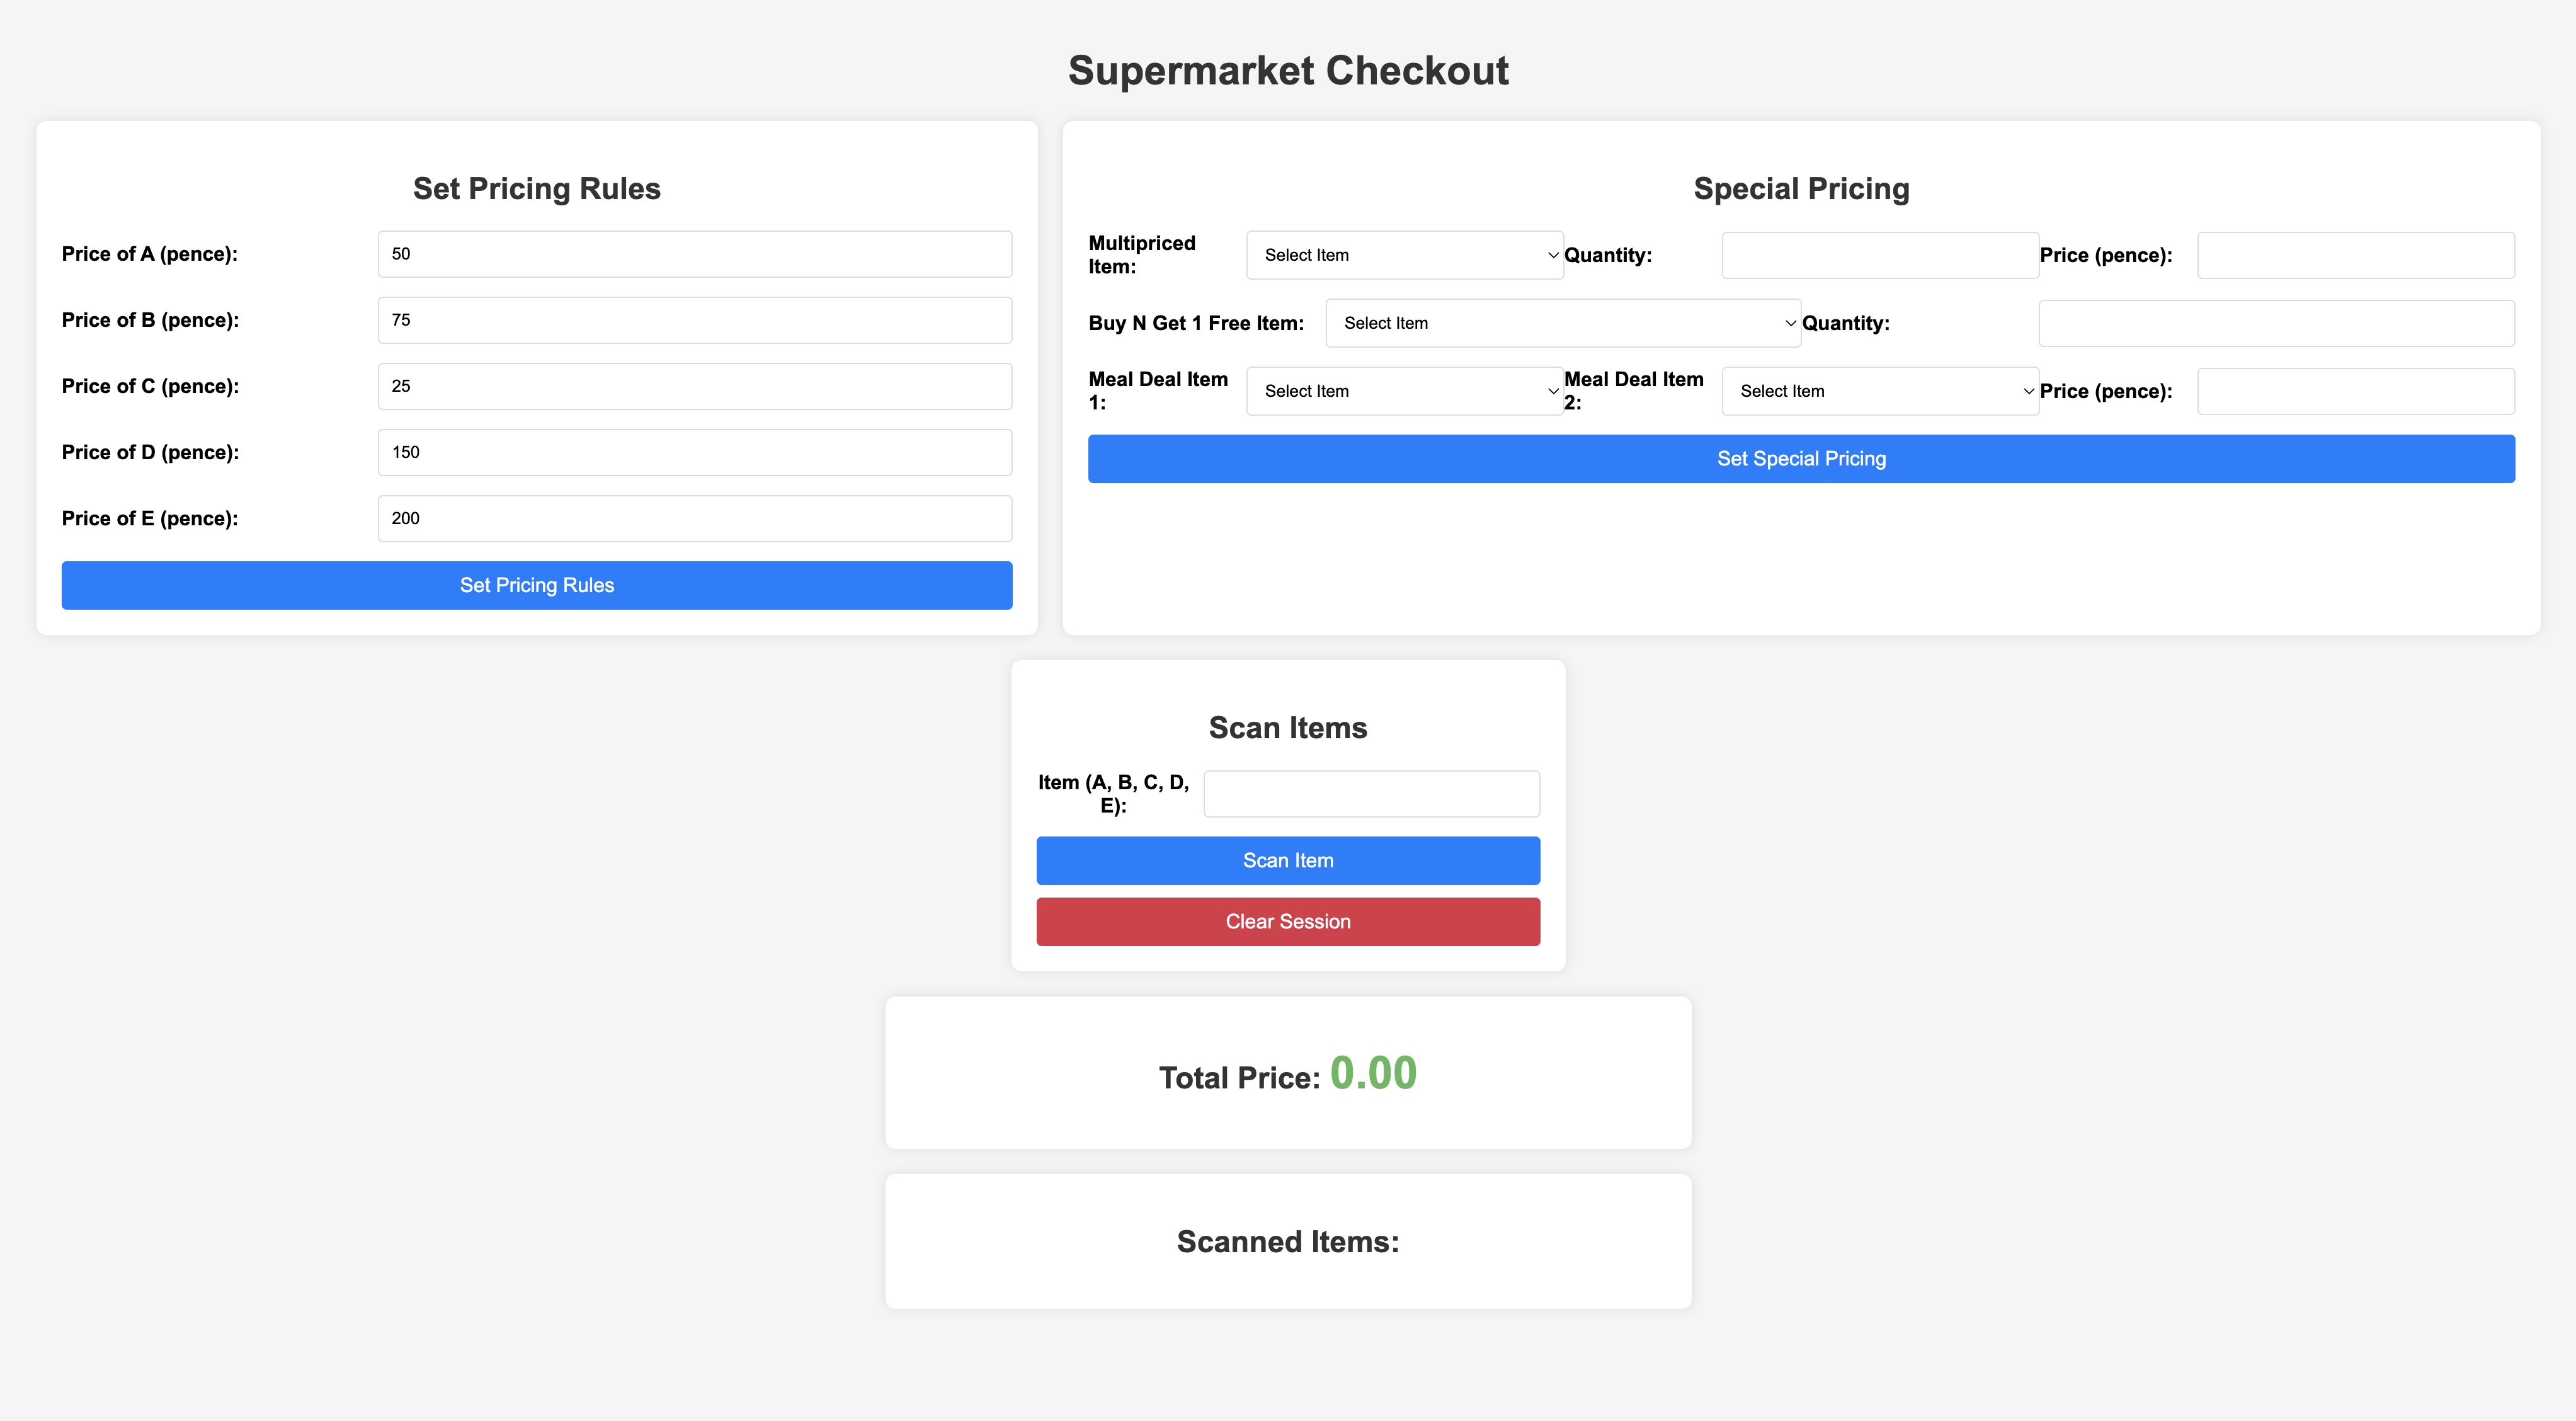 Supermarket Checkout
Set Pricing Rules
Price of A (pence): 50
Price of B (pence): 75
Price of C (pence): 25
Price of D (pence): 150
Price of E (pence): 200
Set Pricing Rules
Special Pricing
Multipriced
Item: Select Item Quantity: Price (pence):
Buy N Get 1 Free Item: Select Item Quantity:
Meal Deal Item
1: Select Item Meal Deal Item
2: Select Item Price (pence):
Set Special Pricing
Scan Items
Item (A, B, C, D,
E):
Scan Item
Clear Session
Total Price: 0.00
Scanned Items: